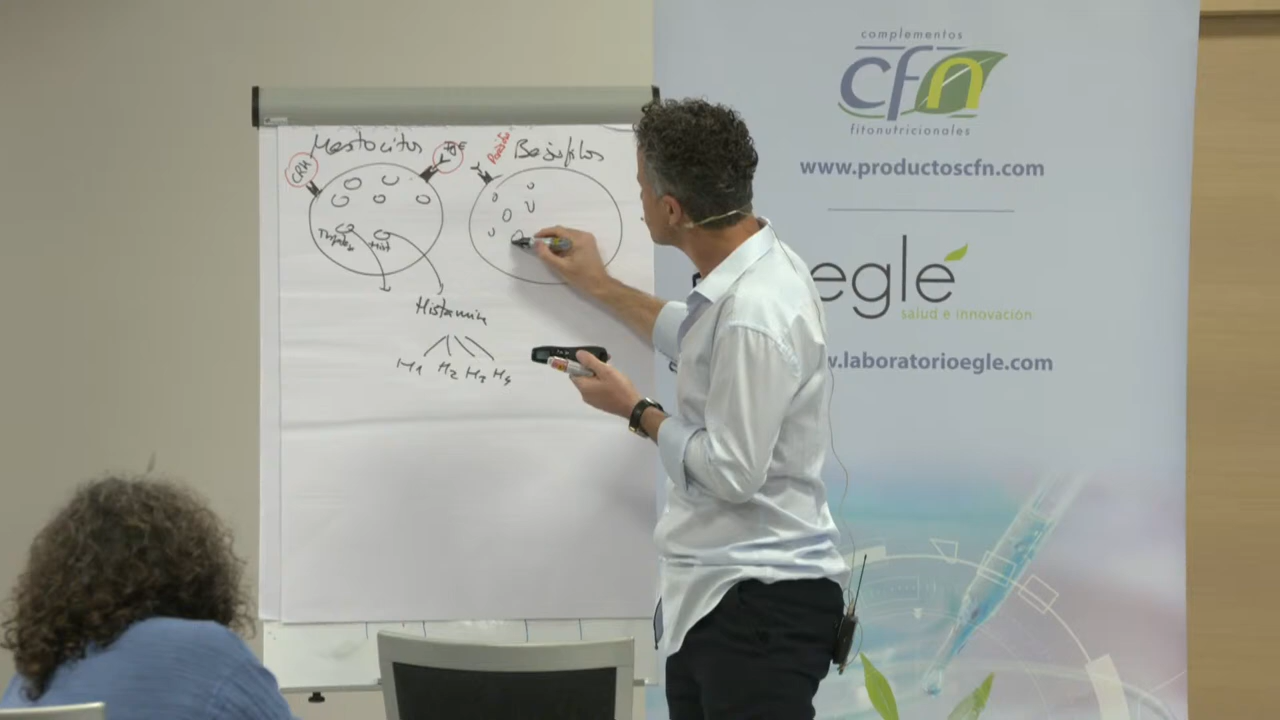 Mastocitos
Basófilos
CRH
IgE
Hist
Histamina
H1 H2 H3 H4
complementos
cfn
fitonutricionales
www.productoscfn.com
eglé
salud e innovación
.laboratorioegle.com